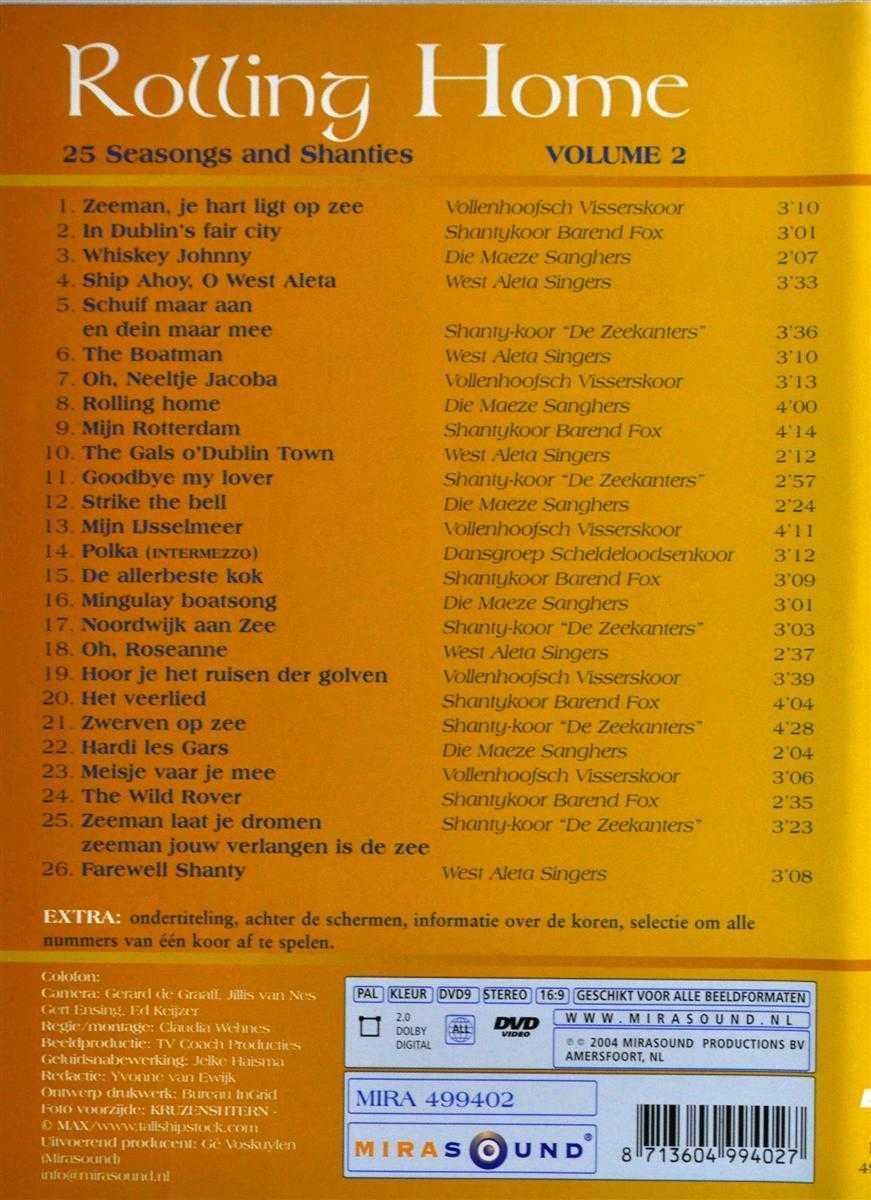 Rolling Home
25 Seasongs and Shanties VOLUME 2
1. Zeeman, je hart ligt op zee Vollenhoofsch Visserskoor 3'10
2. In Dublin's fair city Shantykoor Barend Fox 3'01
3. Whiskey Johnny Die Maeze Sanghers 2'07
4. Ship Ahoy, O West Aleta West Aleta Singers 3'33
5. Schuif maar aan
en dein maar mee Shanty-koor "De Zeekanters" 3'36
6. The Boatman West Aleta Singers 3'10
7. Oh, Neeltje Jacoba Vollenhoofsch Visserskoor 3'13
8. Rolling home Die Maeze Sanghers 4'00
9. Mijn Rotterdam Shantykoor Barend Fox 4'14
10. The Gals o'Dublin Town West Aleta Singers 2'12
11. Goodbye my lover Shanty-koor "De Zeekanters" 2'57
12. Strike the bell Die Maeze Sanghers 2'24
13. Mijn IJsselmeer Vollenhoofsch Visserskoor 4'11
14. Polka (INTERMEZZO) Dansgroep Scheldeloodsenkoor 3'12
15. De allerbeste kok Shantykoor Barend Fox 3'09
16. Mingulay boatsong Die Maeze Sanghers 3'01
17. Noordwijk aan Zee Shanty-koor "De Zeekanters" 3'03
18. Oh, Roseanne West Aleta Singers 2'37
19. Hoor je het ruisen der golven Vollenhoofsch Visserskoor 3'39
20. Het veerlied Shantykoor Barend Fox 4'04
21. Zwerven op zee Shanty-koor "De Zeekanters" 4'28
22. Hardi les Gars Die Maeze Sanghers 2'04
23. Meisje vaar je mee Vollenhoofsch Visserskoor 3'06
24. The Wild Rover Shantykoor Barend Fox 2'35
25. Zeeman laat je dromen Shanty-koor "De Zeekanters" 3'23
zeeman jouw verlangen is de zee
26. Farewell Shanty West Aleta Singers 3'08
EXTRA: ondertiteling, achter de schermen, informatie over de koren, selectie om alle
nummers van één koor af te spelen.
Colofon:
Camera: Gerard de Graaff, Jillis van Nes
Gert Ensing, Ed Keijzer
Regie/montage: Claudia Wehnes
Beeldproductie: TV Coach Producties
Geluidsnabewerking: Jelke Haisma
Redactie: Yvonne van Ewijk
Ontwerp drukwerk: Bureau InGrid
Foto voorzijde: KRUZENSHTERN -
© MAX/www.tallshipstock.com
Uitvoerend producent: Gé Voskuylen
(Mirasound)
info@mirasound.nl
PAL KLEUR DVD9 STEREO 16:9 GESCHIKT VOOR ALLE BEELDFORMATEN
2.0
DOLBY
DIGITAL
ALL
DVD
VIDEO
WWW.MIRASOUND.NL
℗ © 2004 MIRASOUND PRODUCTIONS BV
AMERSFOORT, NL
MIRA 499402
MIRASOUND®
8 713604 994027